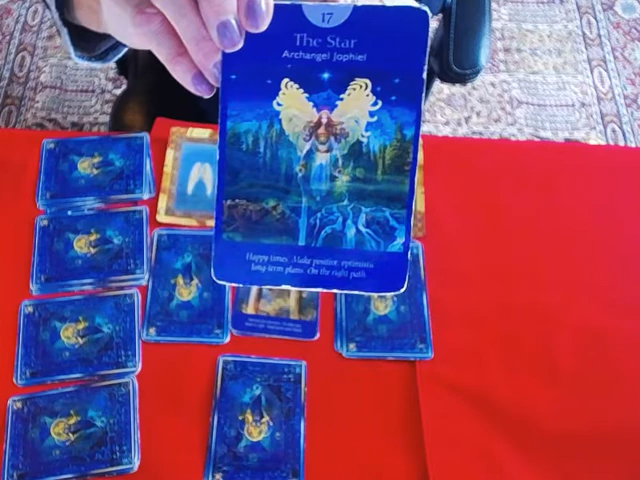 17
The Star
Archangel Jophiel
Happy times. Make positive, optimistic
long-term plans. On the right path.